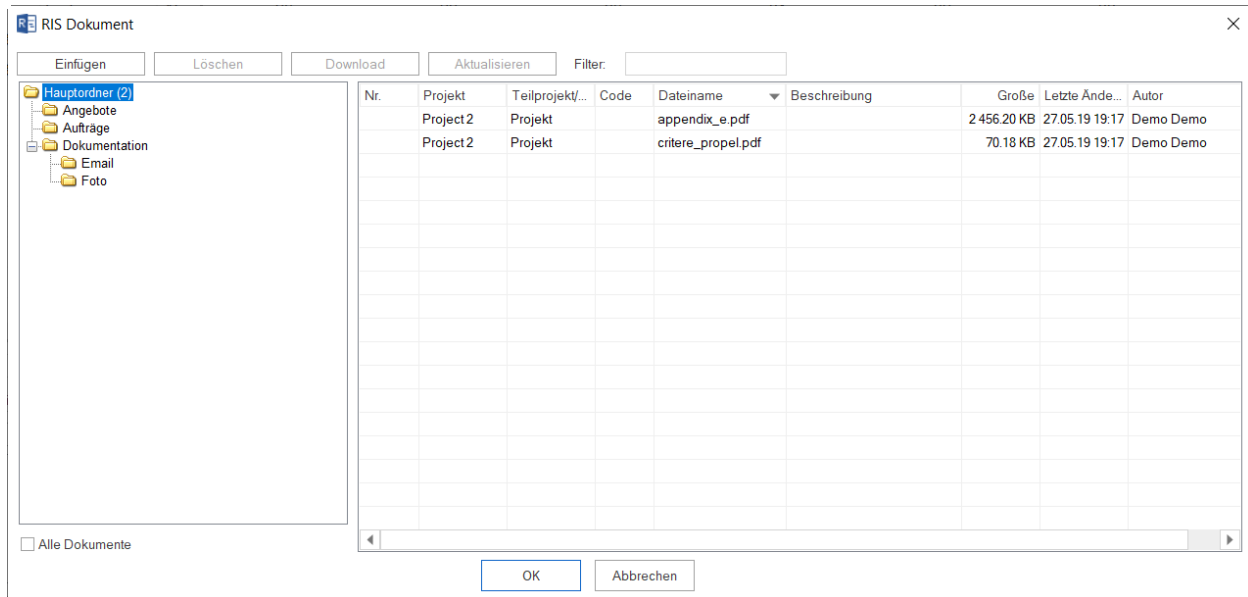 RIS Dokument
Einfügen Löschen Download Aktualisieren Filter:
Hauptordner (2)
Angebote
Aufträge
Dokumentation
Email
Foto
Nr. Projekt Teilprojekt/... Code Dateiname Beschreibung Große Letzte Ände... Autor
Project 2 Projekt appendix_e.pdf 2 456.20 KB 27.05.19 19:17 Demo Demo
Project 2 Projekt critere_propel.pdf 70.18 KB 27.05.19 19:17 Demo Demo
Alle Dokumente
OK Abbrechen